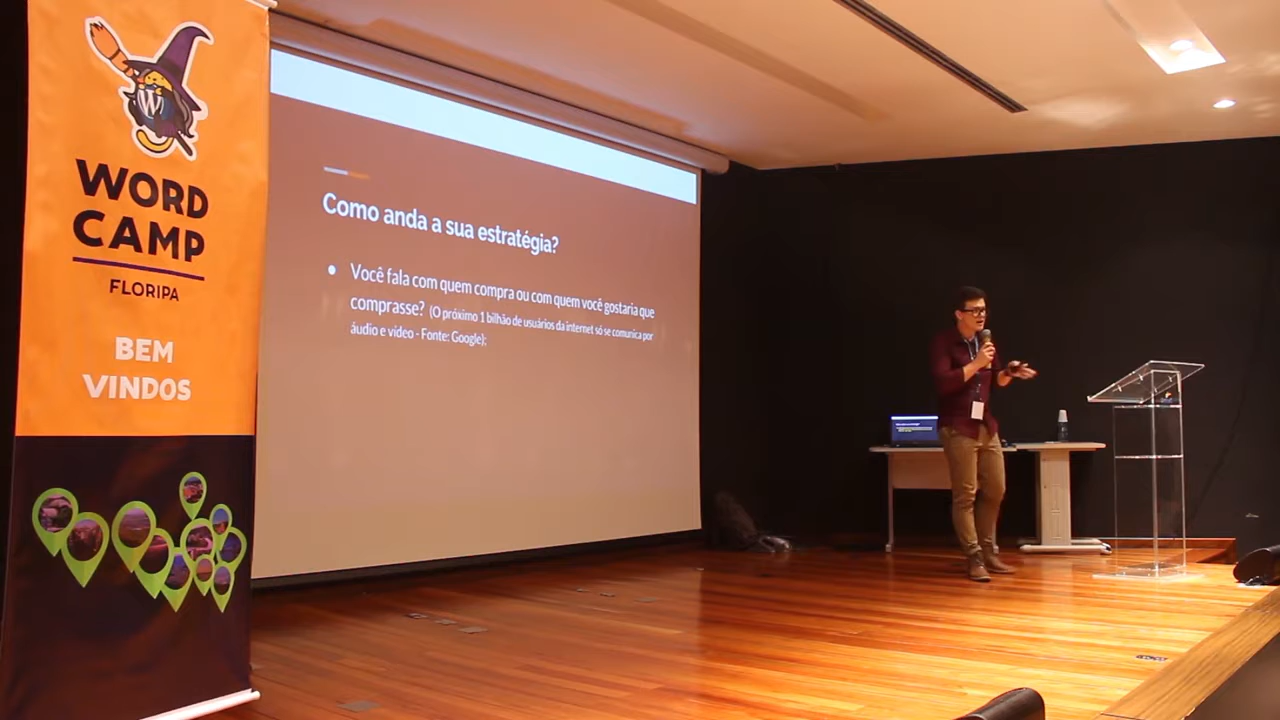 WORD
CAMP
FLORIPA
BEM
VINDOS
Como anda a sua estratégia?
Você fala com quem compra ou com quem você gostaria que
comprasse? (O próximo 1 bilhão de usuários da internet só se comunica por
áudio e vídeo - Fonte: Google);